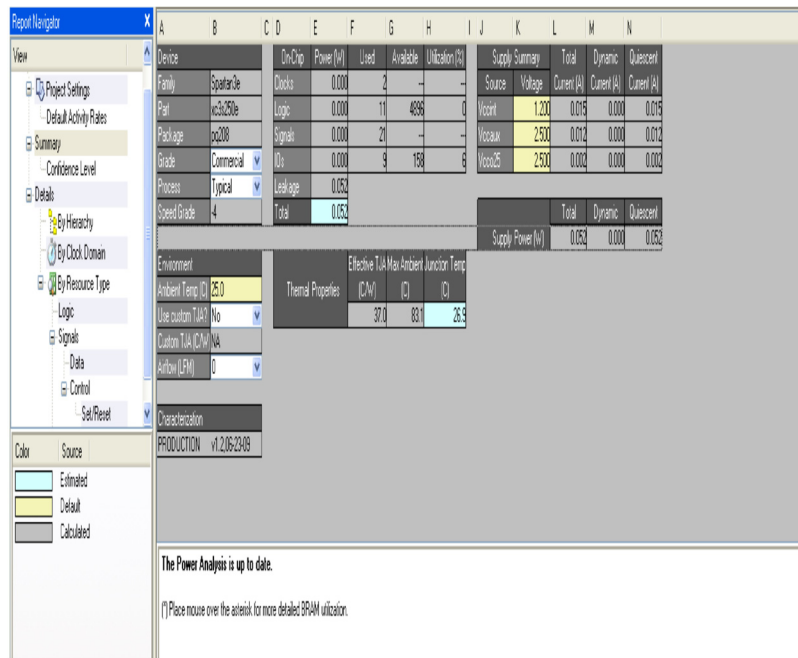 Report Navigator X
View
Project Settings
Default Activity Rates
Summary
Confidence Level
Details
By Hierarchy
By Clock Domain
By Resource Type
Logic
Signals
Data
Control
Set/Reset
Color Source
Estimated
Default
Calculated
A B C D E F G H I J K L M N
Device
Family Spartan3e
Part xc3s250e
Package pq208
Grade Commercial
Process Typical
Speed Grade -4
On-Chip Power (W) Used Available Utilization (%)
Clocks 0.000 2 --- ---
Logic 0.000 11 4896 0
Signals 0.000 21 --- ---
IOs 0.000 9 158 6
Leakage 0.052
Total 0.052
Supply Summary Total Dynamic Quiescent
Source Voltage Current (A) Current (A) Current (A)
Vccint 1.200 0.015 0.000 0.015
Vccaux 2.500 0.012 0.000 0.012
Vcco25 2.500 0.002 0.000 0.002
Total Dynamic Quiescent
Supply Power (W) 0.052 0.000 0.052
Environment
Ambient Temp (C) 25.0
Use custom TJA? No
Custom TJA (C/W) NA
Airflow (LFM) 0
Thermal Properties Effective TJA Max Ambient Junction Temp
(C/W) (C) (C)
37.0 83.1 26.9
Characterization
PRODUCTION v1.2,06-23-09
The Power Analysis is up to date.
(*) Place mouse over the asterisk for more detailed BRAM utilization.